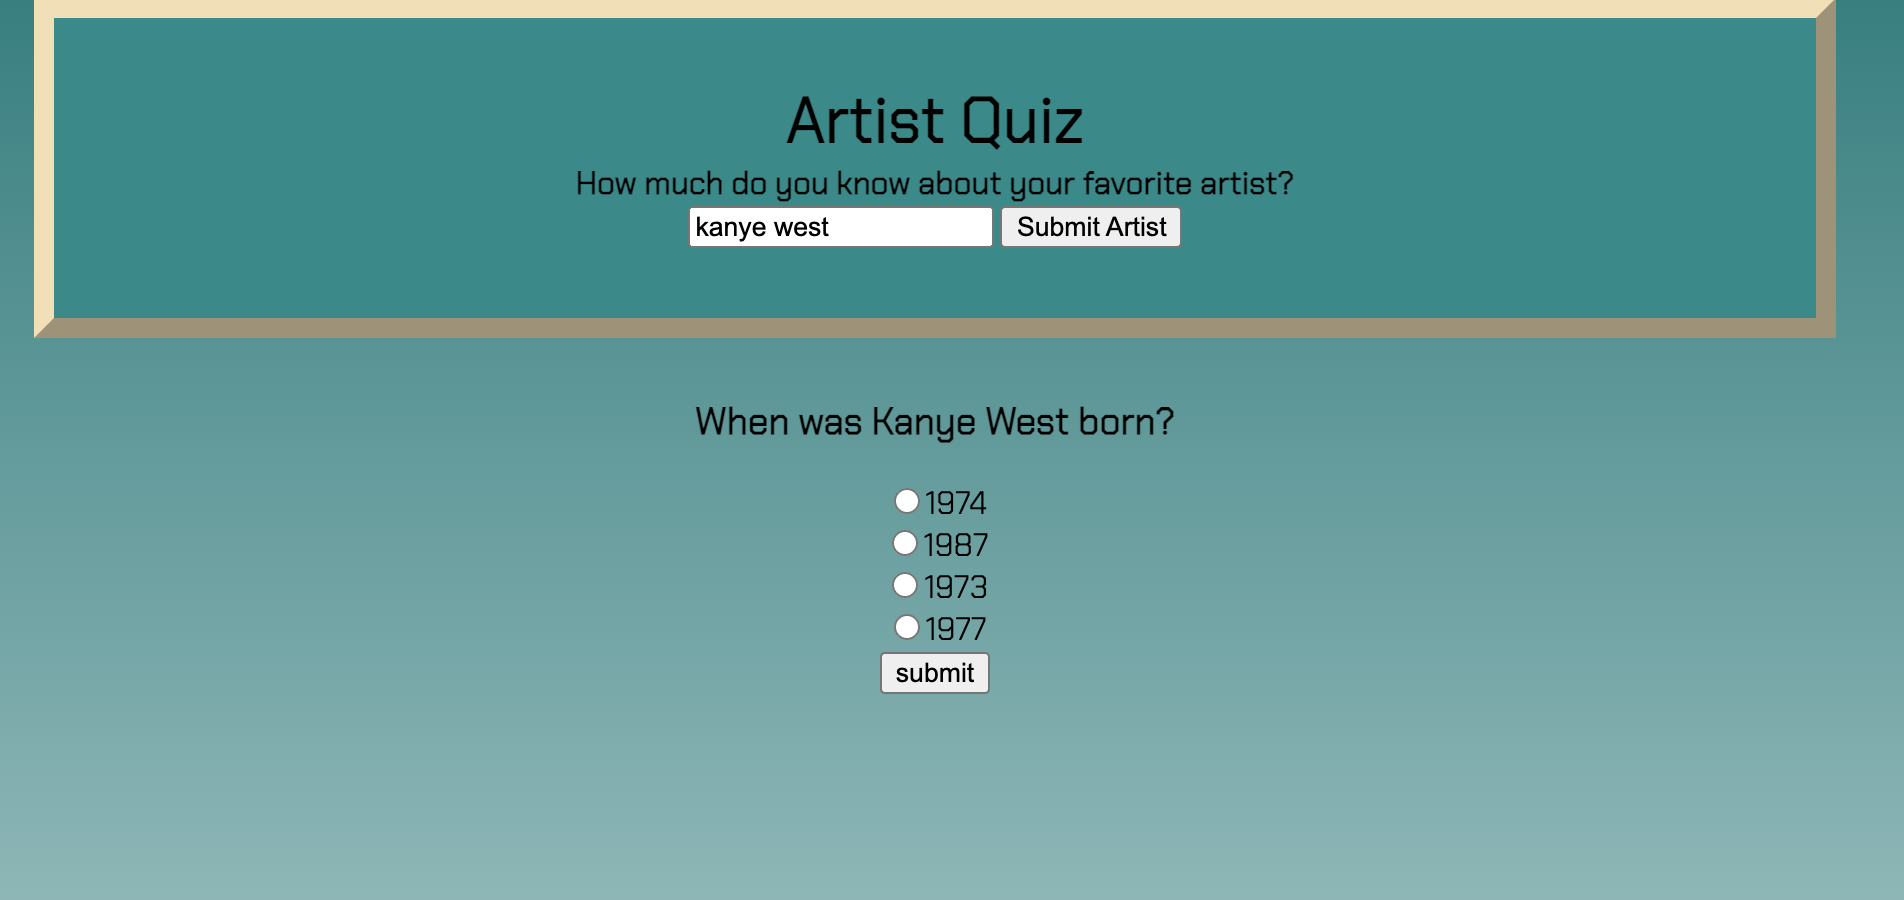 Artist Quiz
How much do you know about your favorite artist?
kanye west Submit Artist
When was Kanye West born?
1974
1987
1973
1977
submit